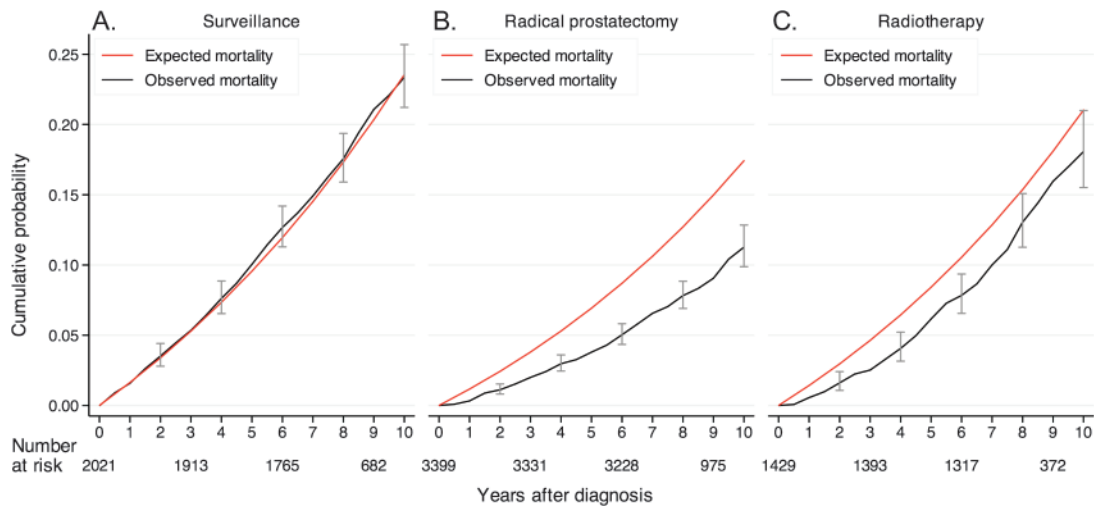 A. Surveillance
B. Radical prostatectomy
C. Radiotherapy
Expected mortality
Observed mortality
Expected mortality
Observed mortality
Expected mortality
Observed mortality
Cumulative probability
0.25
0.20
0.15
0.10
0.05
0.00
0 1 2 3 4 5 6 7 8 9 10
0 1 2 3 4 5 6 7 8 9 10
0 1 2 3 4 5 6 7 8 9 10
Number
at risk
2021 1913 1765 682
3399 3331 3228 975
1429 1393 1317 372
Years after diagnosis